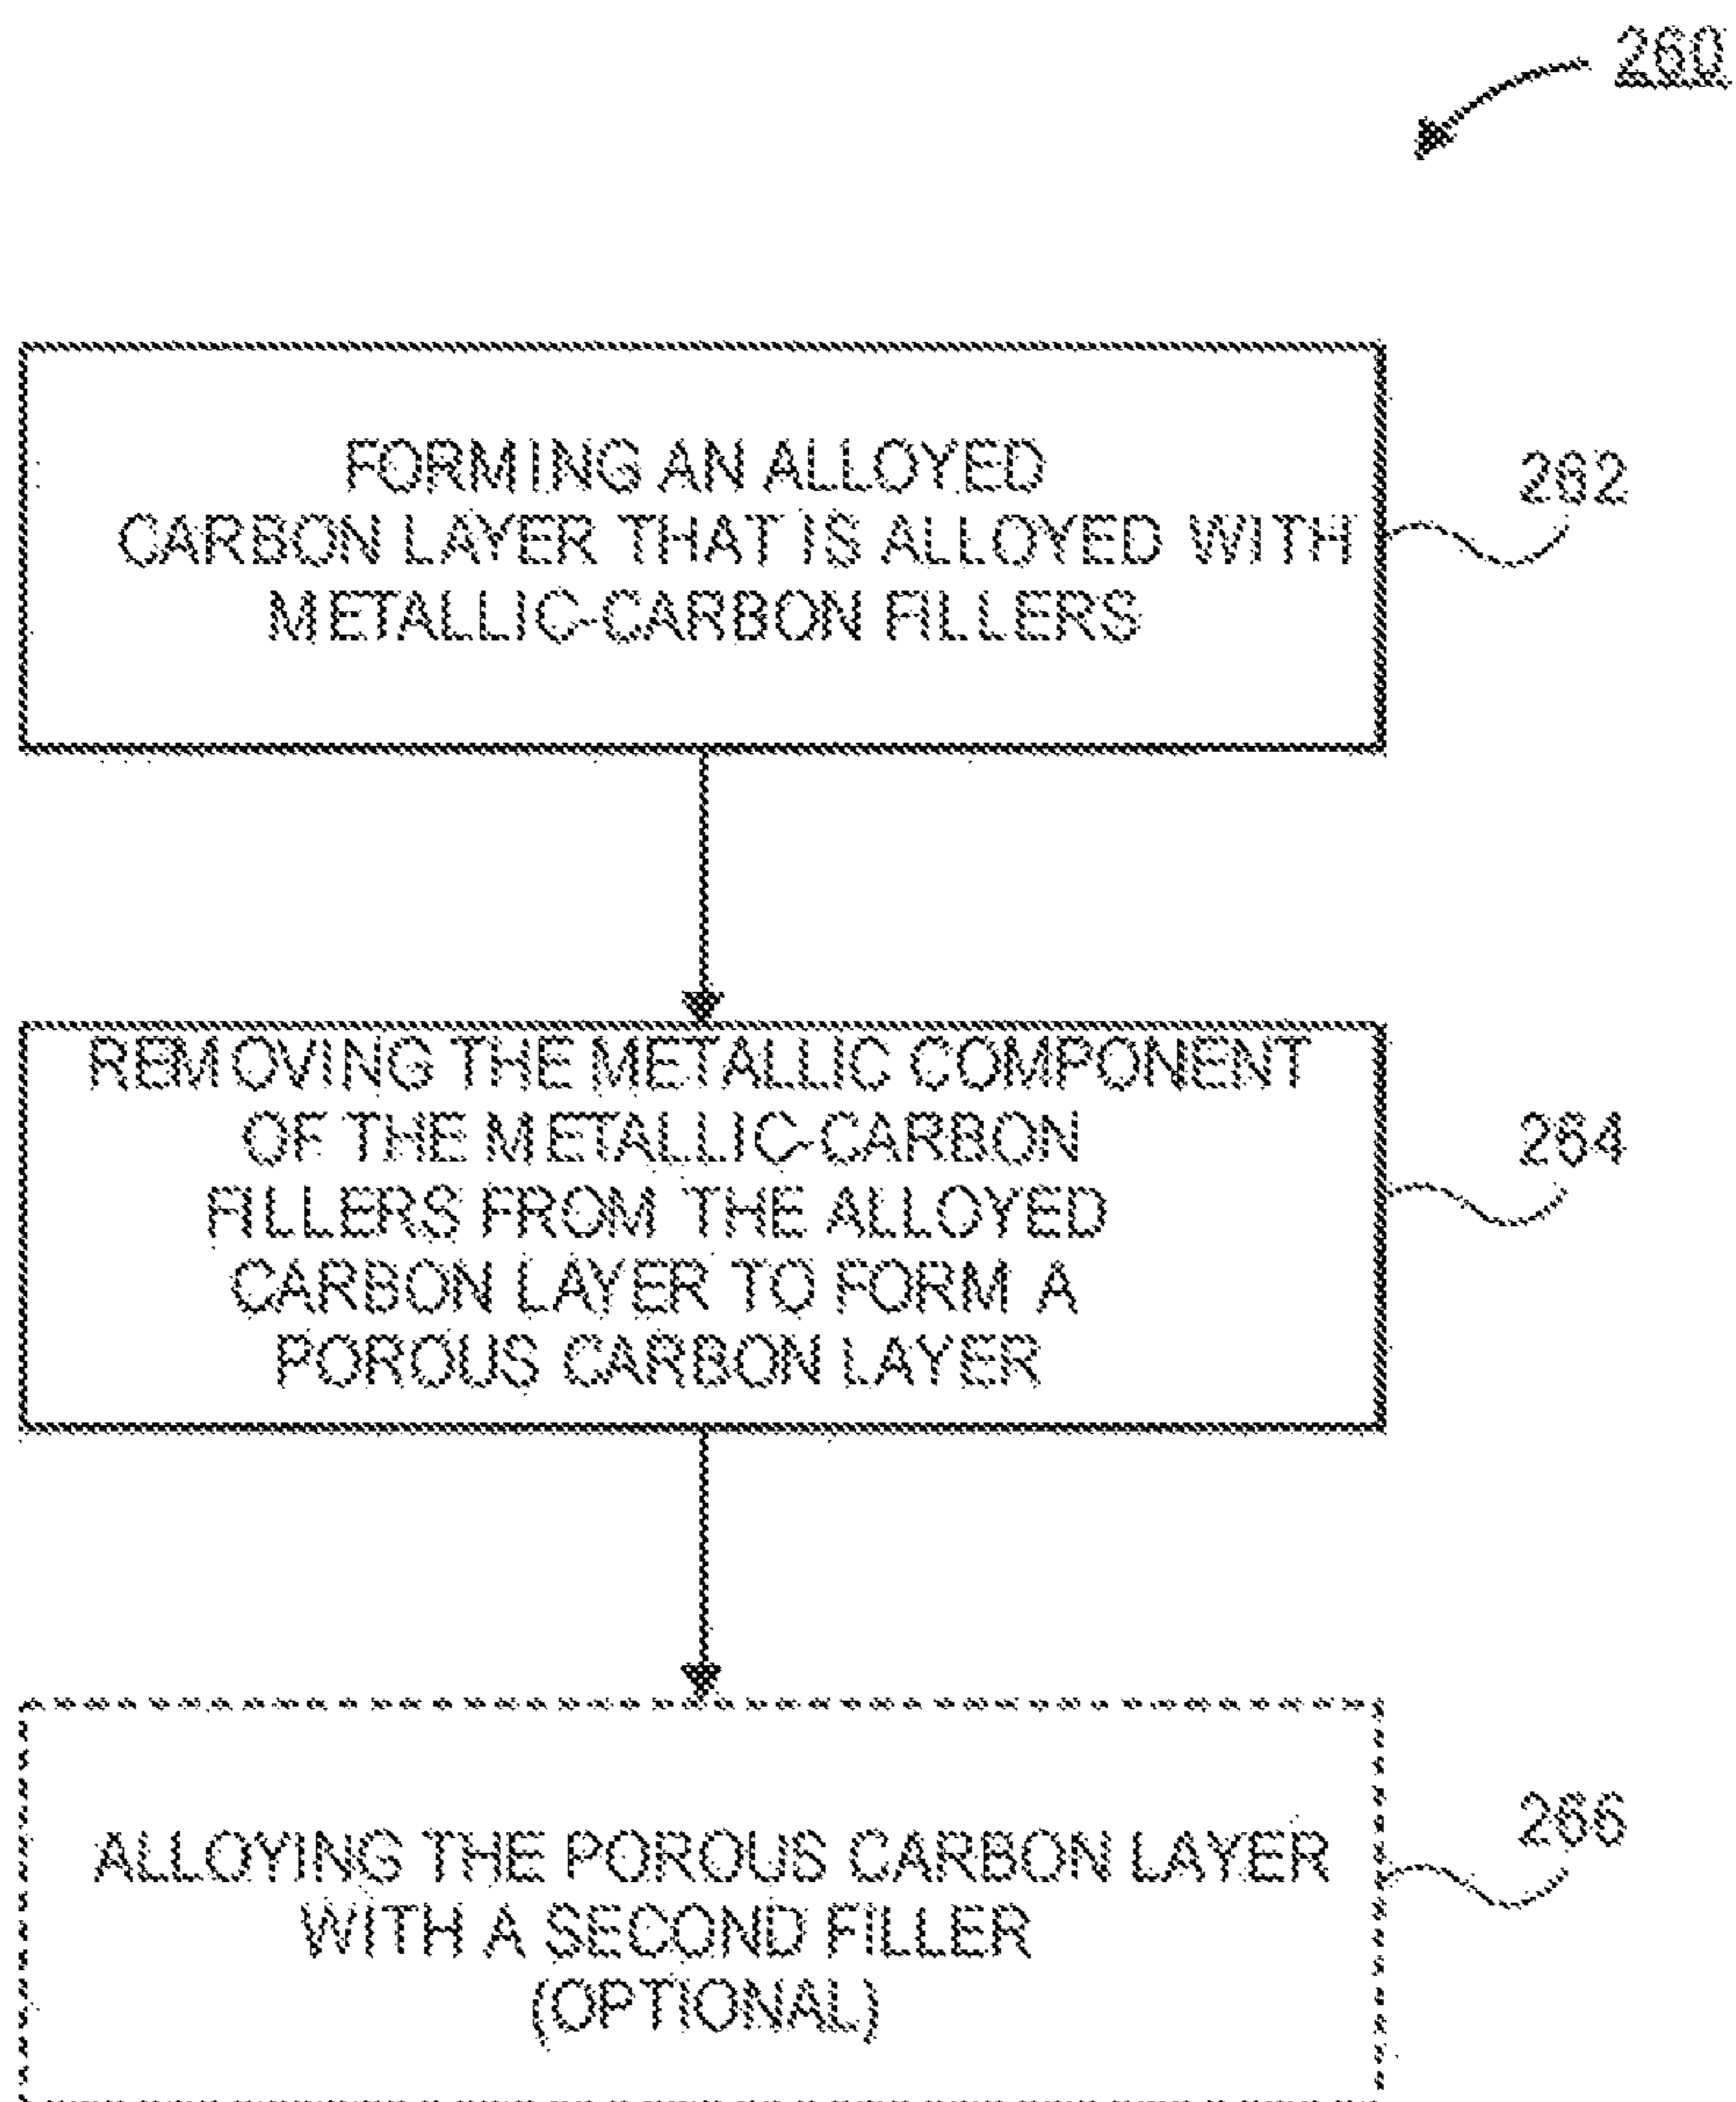 260
FORMING AN ALLOYED
CARBON LAYER THAT IS ALLOYED WITH
METALLIC-CARBON FILLERS
262
REMOVING THE METALLIC COMPONENT
OF THE METALLIC-CARBON
FILLERS FROM THE ALLOYED
CARBON LAYER TO FORM A
POROUS CARBON LAYER
264
ALLOYING THE POROUS CARBON LAYER
WITH A SECOND FILLER
(OPTIONAL)
266